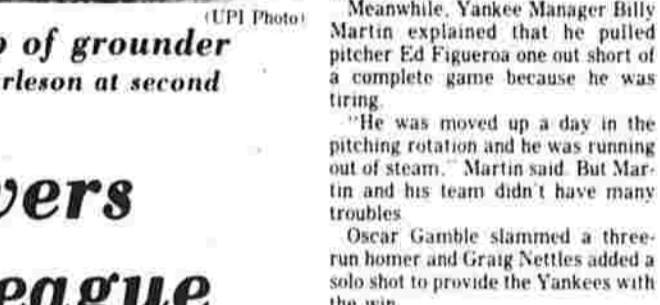 (UPI Photo)
of grounder
rleson at second
vers
eague
Meanwhile, Yankee Manager Billy
Martin explained that he pulled
pitcher Ed Figueroa one out short of
a complete game because he was
tiring.
"He was moved up a day in the
pitching rotation and he was running
out of steam," Martin said. But Mar-
tin and his team didn't have many
troubles.
Oscar Gamble slammed a three-
run homer and Graig Nettles added a
solo shot to provide the Yankees with
the win